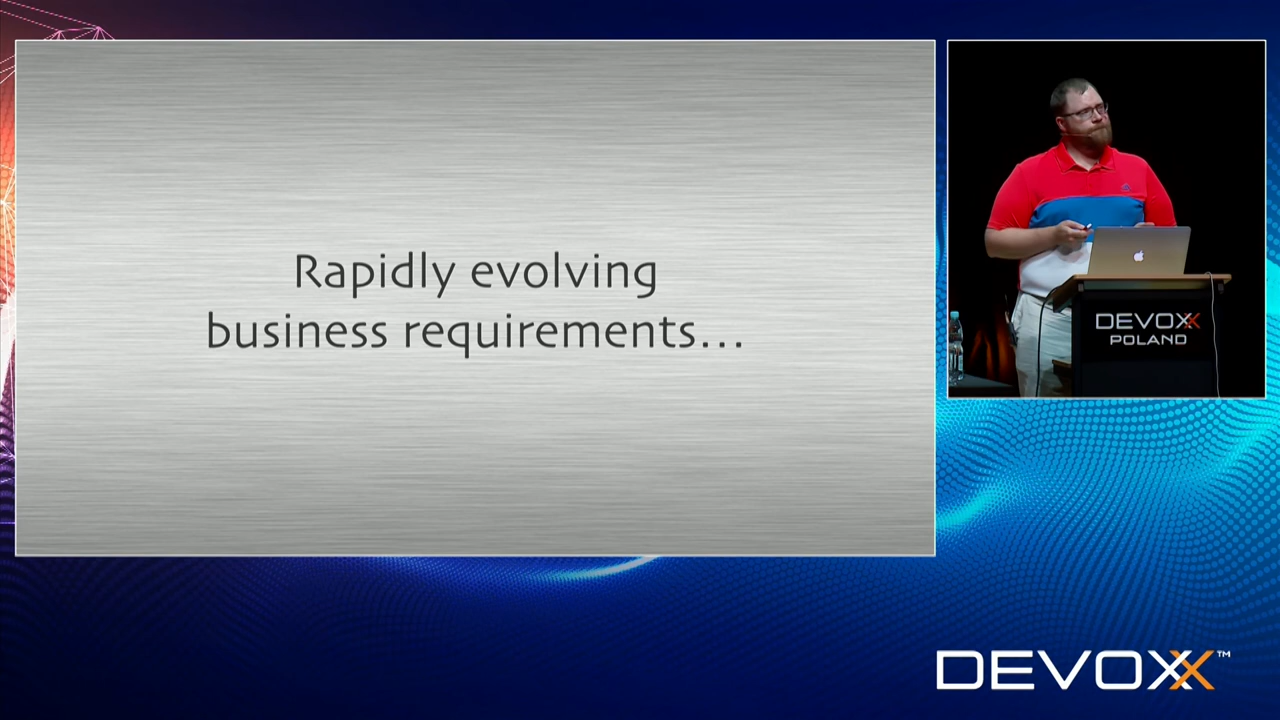 Rapidly evolving
business requirements...
DEVOXX
POLAND
DEVOXX™